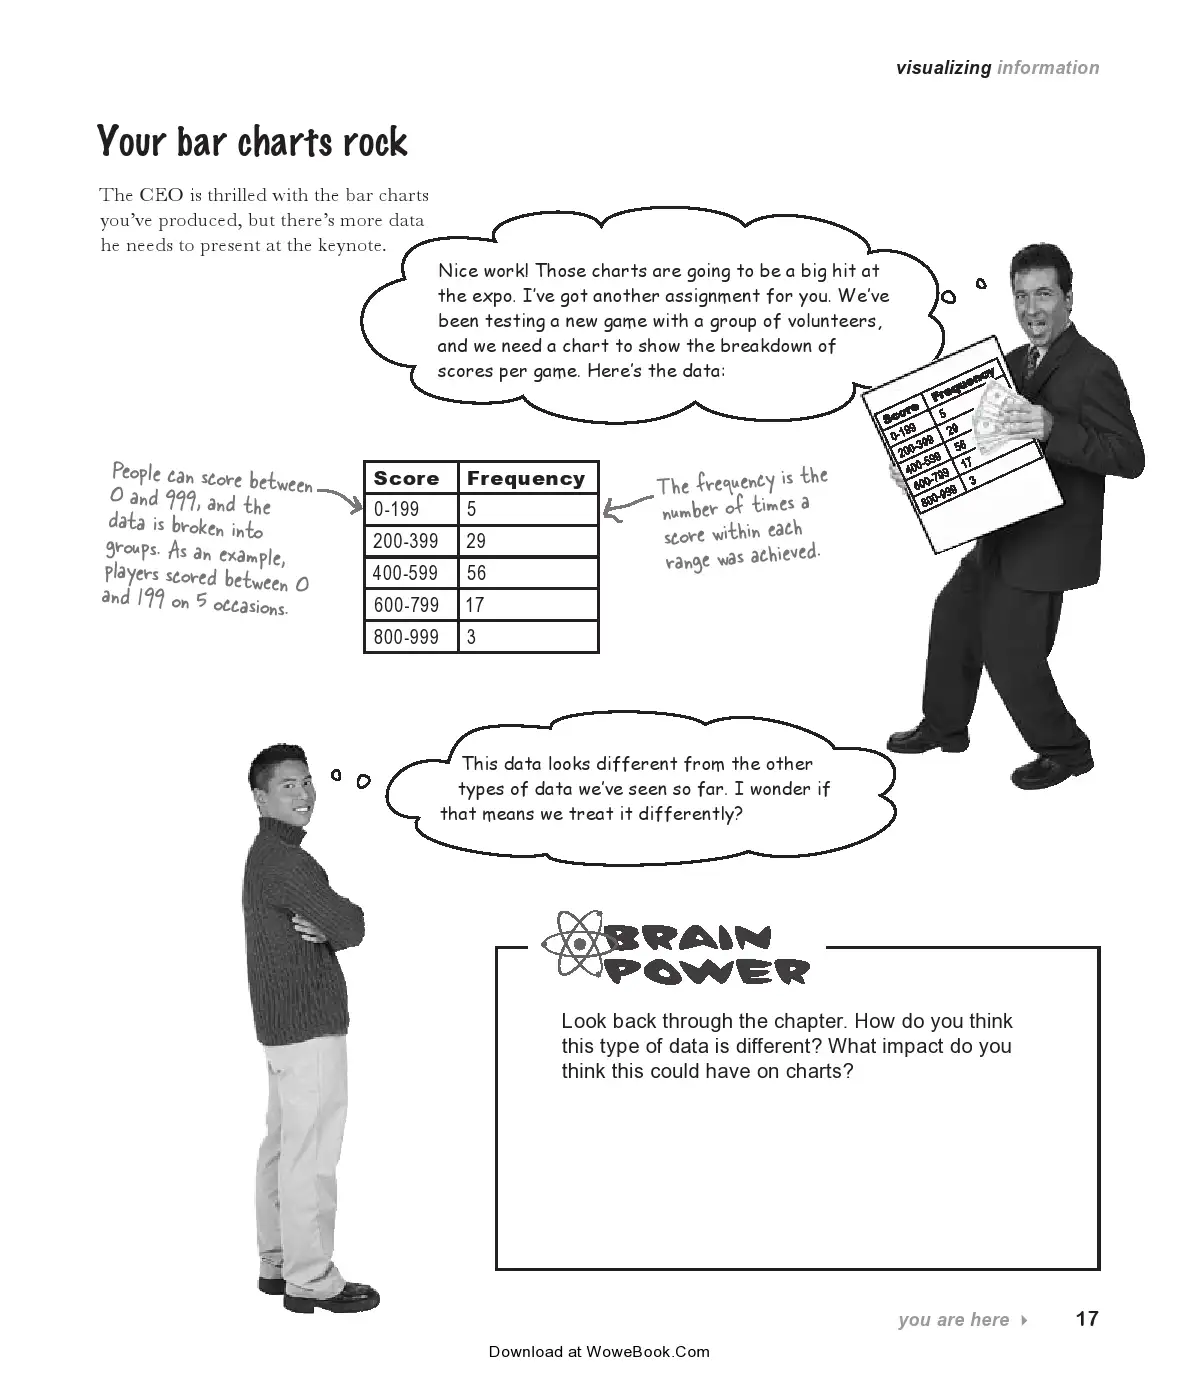 visualizing information
Your bar charts rock
The CEO is thrilled with the bar charts
you've produced, but there's more data
he needs to present at the keynote.
Nice work! Those charts are going to be a big hit at
the expo. I've got another assignment for you. We've
been testing a new game with a group of volunteers,
and we need a chart to show the breakdown of
scores per game. Here's the data:
Score Frequency
0-199 5
200-399 29
400-599 56
600-799 17
800-999 3
People can score between
0 and 999, and the
data is broken into
groups. As an example,
players scored between 0
and 199 on 5 occasions.
Score Frequency
0-199 5
200-399 29
400-599 56
600-799 17
800-999 3
The frequency is the
number of times a
score within each
range was achieved.
This data looks different from the other
types of data we've seen so far. I wonder if
that means we treat it differently?
BRAIN
POWER
Look back through the chapter. How do you think
this type of data is different? What impact do you
think this could have on charts?
you are here 17
Download at WoweBook.Com